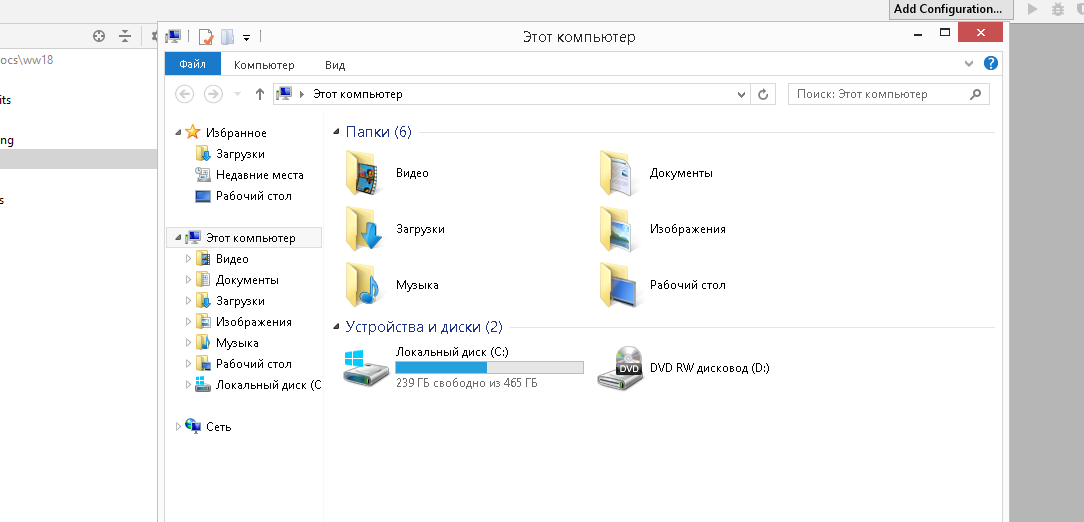 Add Configuration...
Этот компьютер
ocs\ww18
Файл
Компьютер
Вид
its
Этот компьютер
Поиск: Этот компьютер
ng
s
Избранное
Загрузки
Недавние места
Рабочий стол
Этот компьютер
Видео
Документы
Загрузки
Изображения
Музыка
Рабочий стол
Локальный диск (C
Сеть
Папки (6)
Видео
Документы
Загрузки
Изображения
Музыка
Рабочий стол
Устройства и диски (2)
Локальный диск (C:)
239 ГБ свободно из 465 ГБ
DVD
DVD RW дисковод (D:)